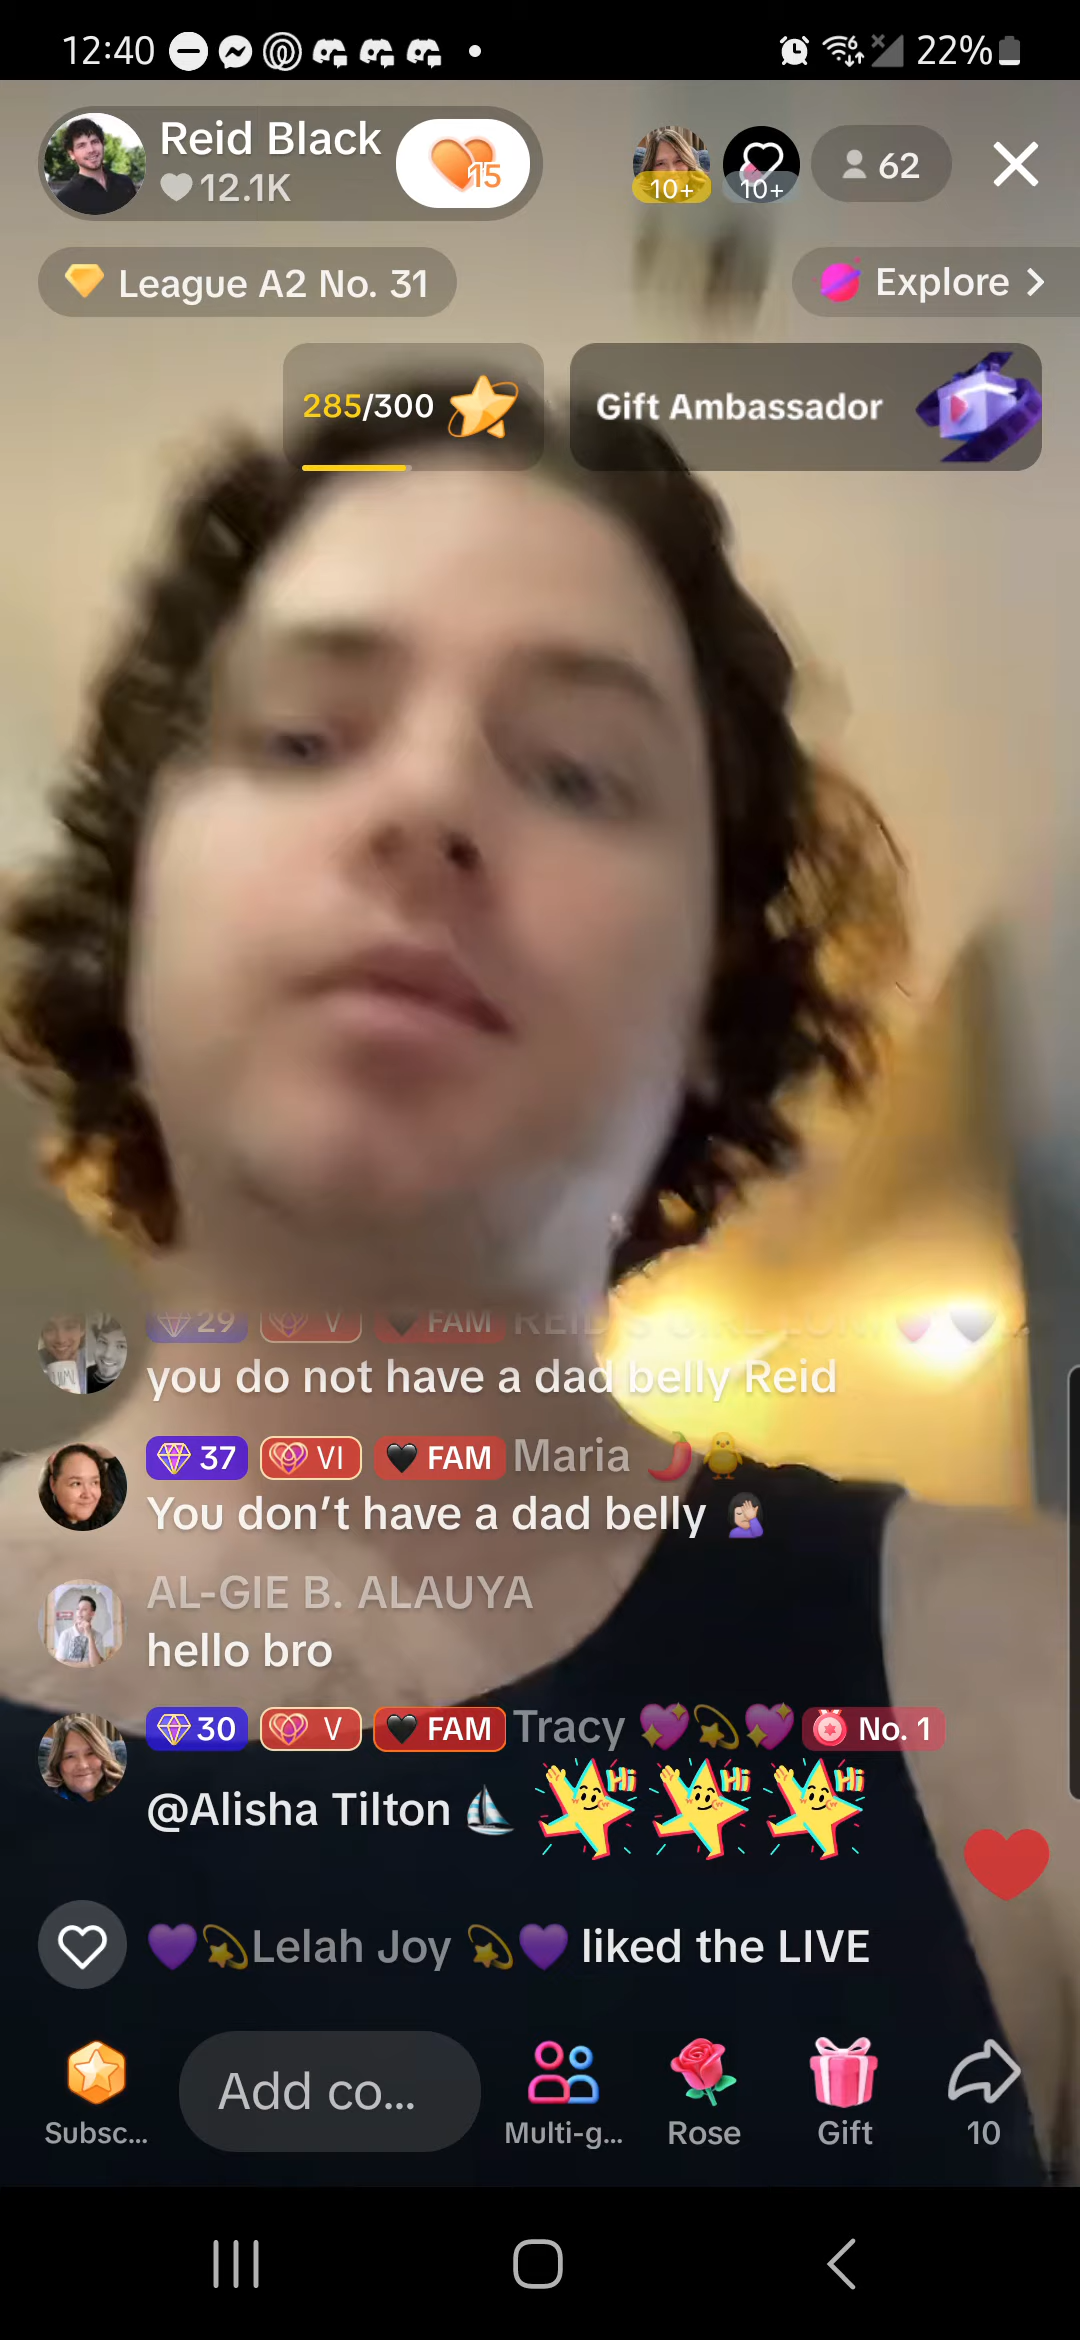 12:40
22%
Reid Black
12.1K
15
10+
10+
62
League A2 No. 31
Explore
285/300
Gift Ambassador
29 V FAM REID'S GIRL
you do not have a dad belly Reid
37 VI FAM Maria
You don't have a dad belly
AL-GIE B. ALAUYA
hello bro
30 V FAM Tracy No. 1
@Alisha Tilton Hi Hi Hi
Lelah Joy liked the LIVE
Subsc...
Add co...
Multi-g...
Rose
Gift
10